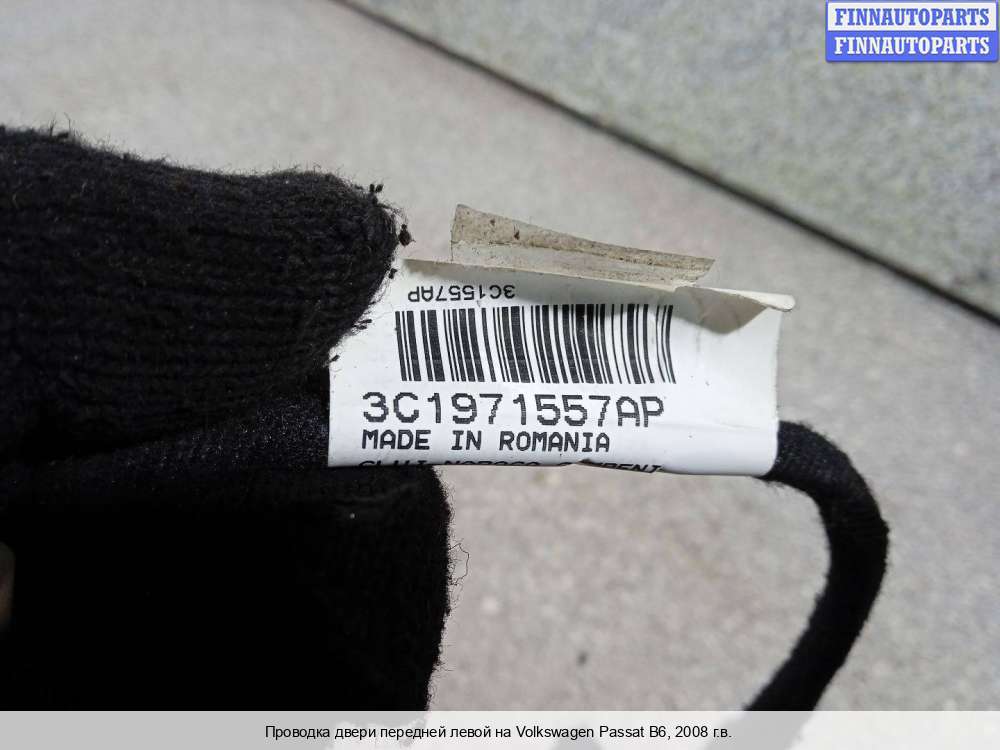 FINNAUTOPARTS
FINNAUTOPARTS
3C1557AP
3C1971557AP
MADE IN ROMANIA
Проводка двери передней левой на Volkswagen Passat B6, 2008 г.в.